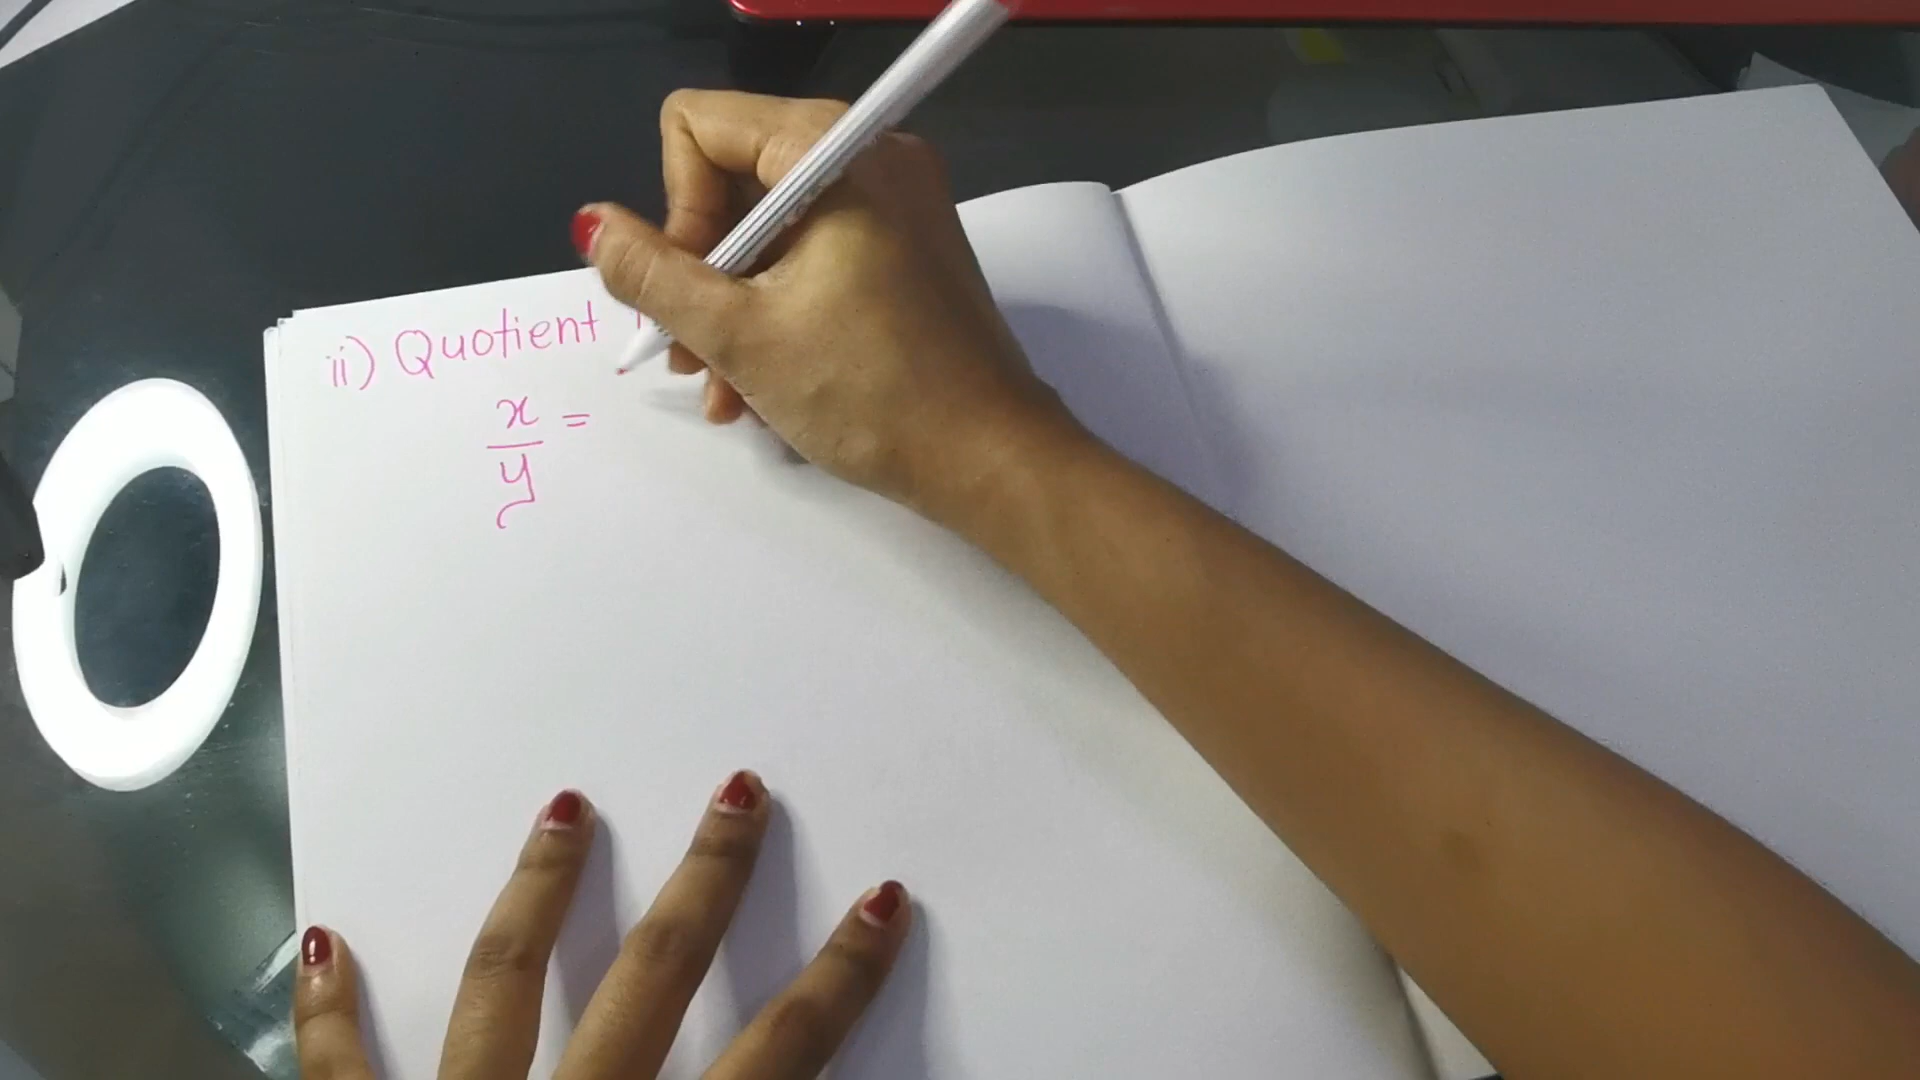 ii) Quotient
x/y =